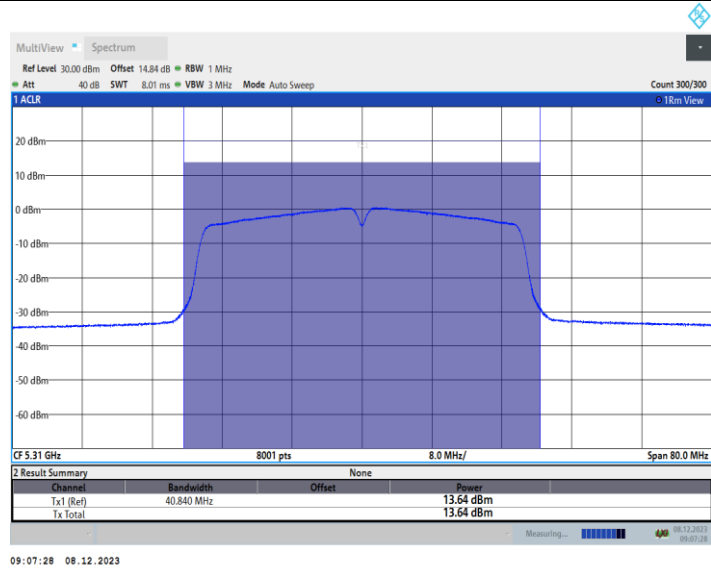 R&S
MultiView Spectrum
Ref Level 30.00 dBm Offset 14.84 dB RBW 1 MHz
Att 40 dB SWT 8.01 ms VBW 3 MHz Mode Auto Sweep Count 300/300
1 ACLR 1Rm View
20 dBm
10 dBm
0 dBm
-10 dBm
-20 dBm
-30 dBm
-40 dBm
-50 dBm
-60 dBm
CF 5.31 GHz 8001 pts 8.0 MHz/ Span 80.0 MHz
2 Result Summary None
Channel Bandwidth Offset Power
Tx1 (Ref) 40.840 MHz 13.64 dBm
Tx Total 13.64 dBm
Measuring... 08.12.2023
09:07:28
09:07:28 08.12.2023